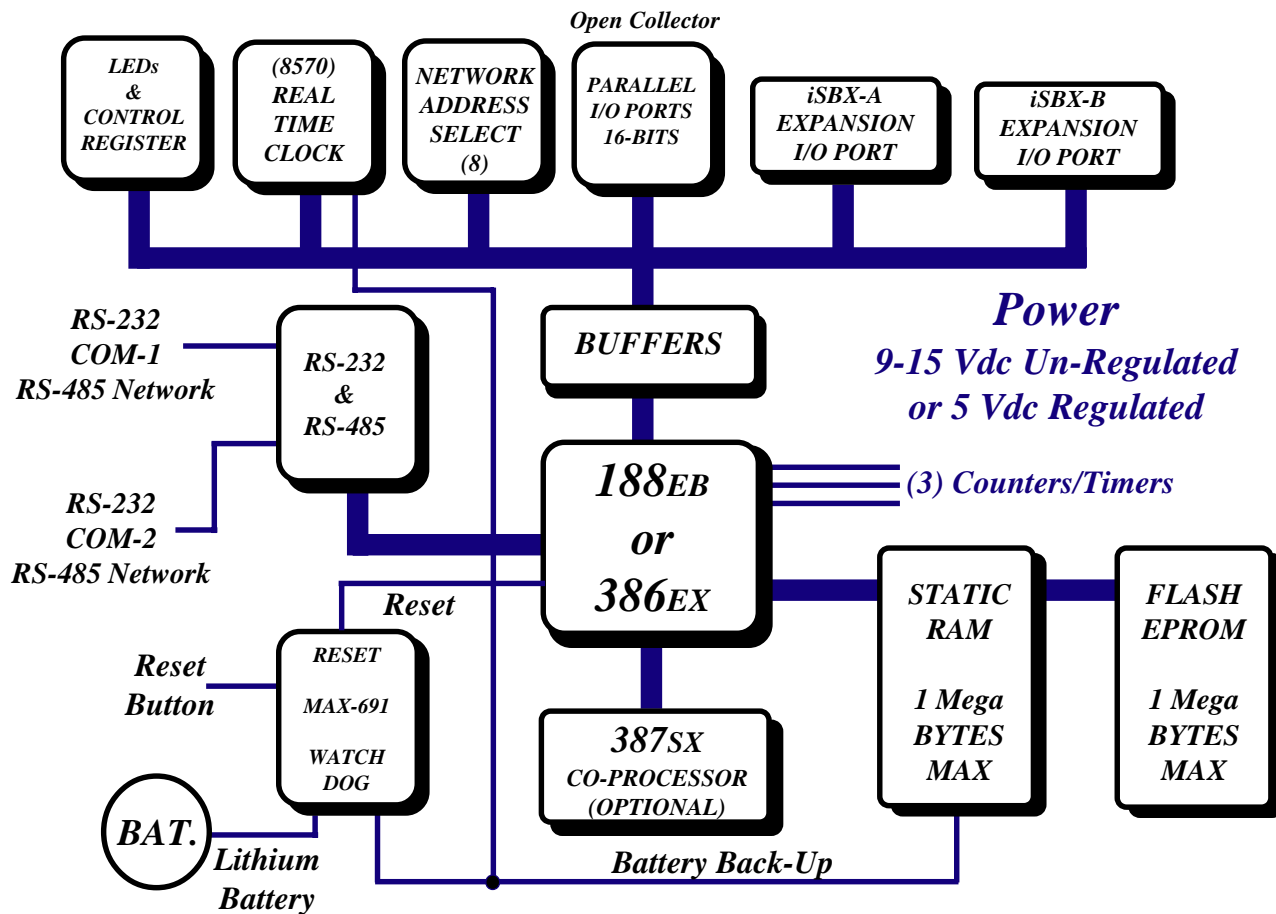 Open Collector
LEDs
&
CONTROL
REGISTER
(8570)
REAL
TIME
CLOCK
NETWORK
ADDRESS
SELECT
(8)
PARALLEL
I/O PORTS
16-BITS
iSBX-A
EXPANSION
I/O PORT
iSBX-B
EXPANSION
I/O PORT
RS-232
COM-1
RS-485 Network
RS-232
&
RS-485
BUFFERS
Power
9-15 Vdc Un-Regulated
or 5 Vdc Regulated
RS-232
COM-2
RS-485 Network
188EB
or
386EX
(3) Counters/Timers
Reset
Reset
Button
RESET
MAX-691
WATCH
DOG
387SX
CO-PROCESSOR
(OPTIONAL)
STATIC
RAM
1 Mega
BYTES
MAX
FLASH
EPROM
1 Mega
BYTES
MAX
BAT.
Lithium
Battery
Battery Back-Up